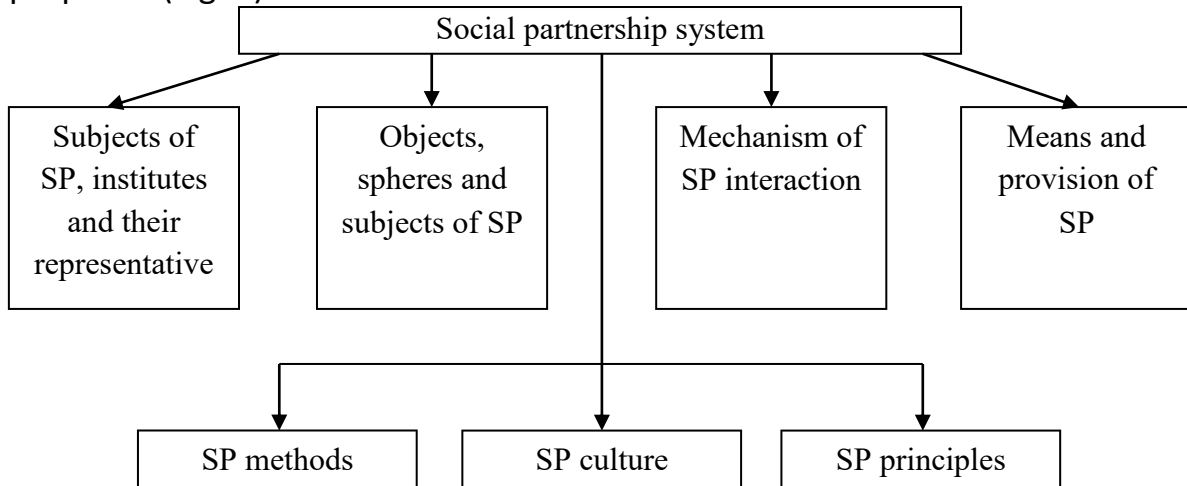 Social partnership system
Subjects of
SP, institutes
and their
representative
Objects,
spheres and
subjects of SP
Mechanism of
SP interaction
Means and
provision of
SP
SP methods
SP culture
SP principles